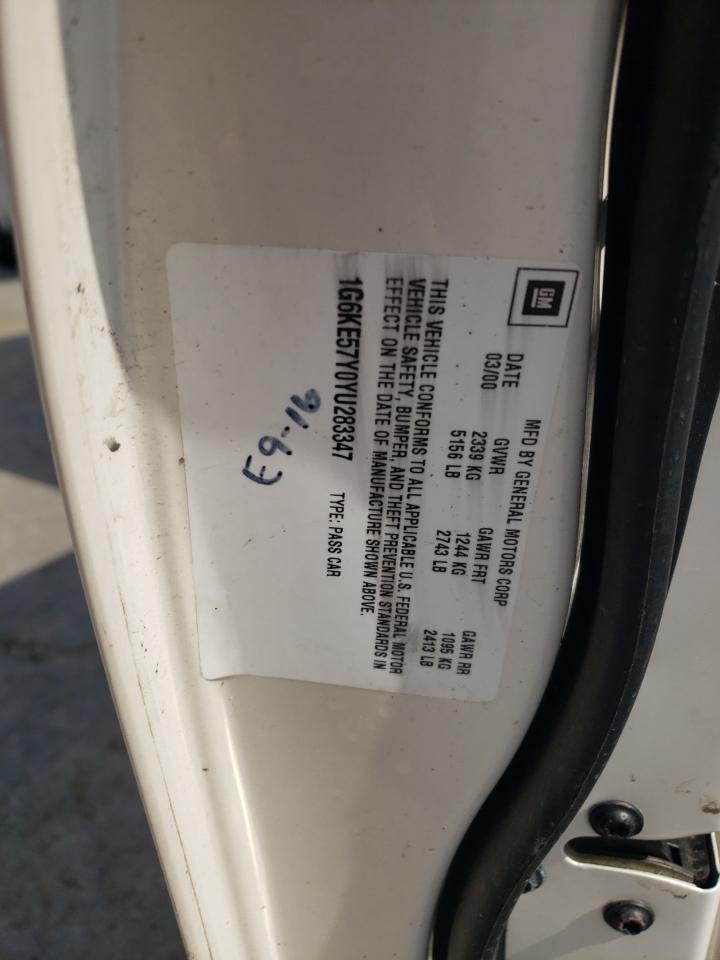 GM
MFD BY GENERAL MOTORS CORP
DATE GVWR GAWR FRT GAWR RR
03/00 2339 KG 1244 KG 1095 KG
5156 LB 2743 LB 2413 LB
THIS VEHICLE CONFORMS TO ALL APPLICABLE U.S. FEDERAL MOTOR
VEHICLE SAFETY, BUMPER, AND THEFT PREVENTION STANDARDS IN
EFFECT ON THE DATE OF MANUFACTURE SHOWN ABOVE.
1G6KE57Y0YU283347 TYPE: PASS CAR